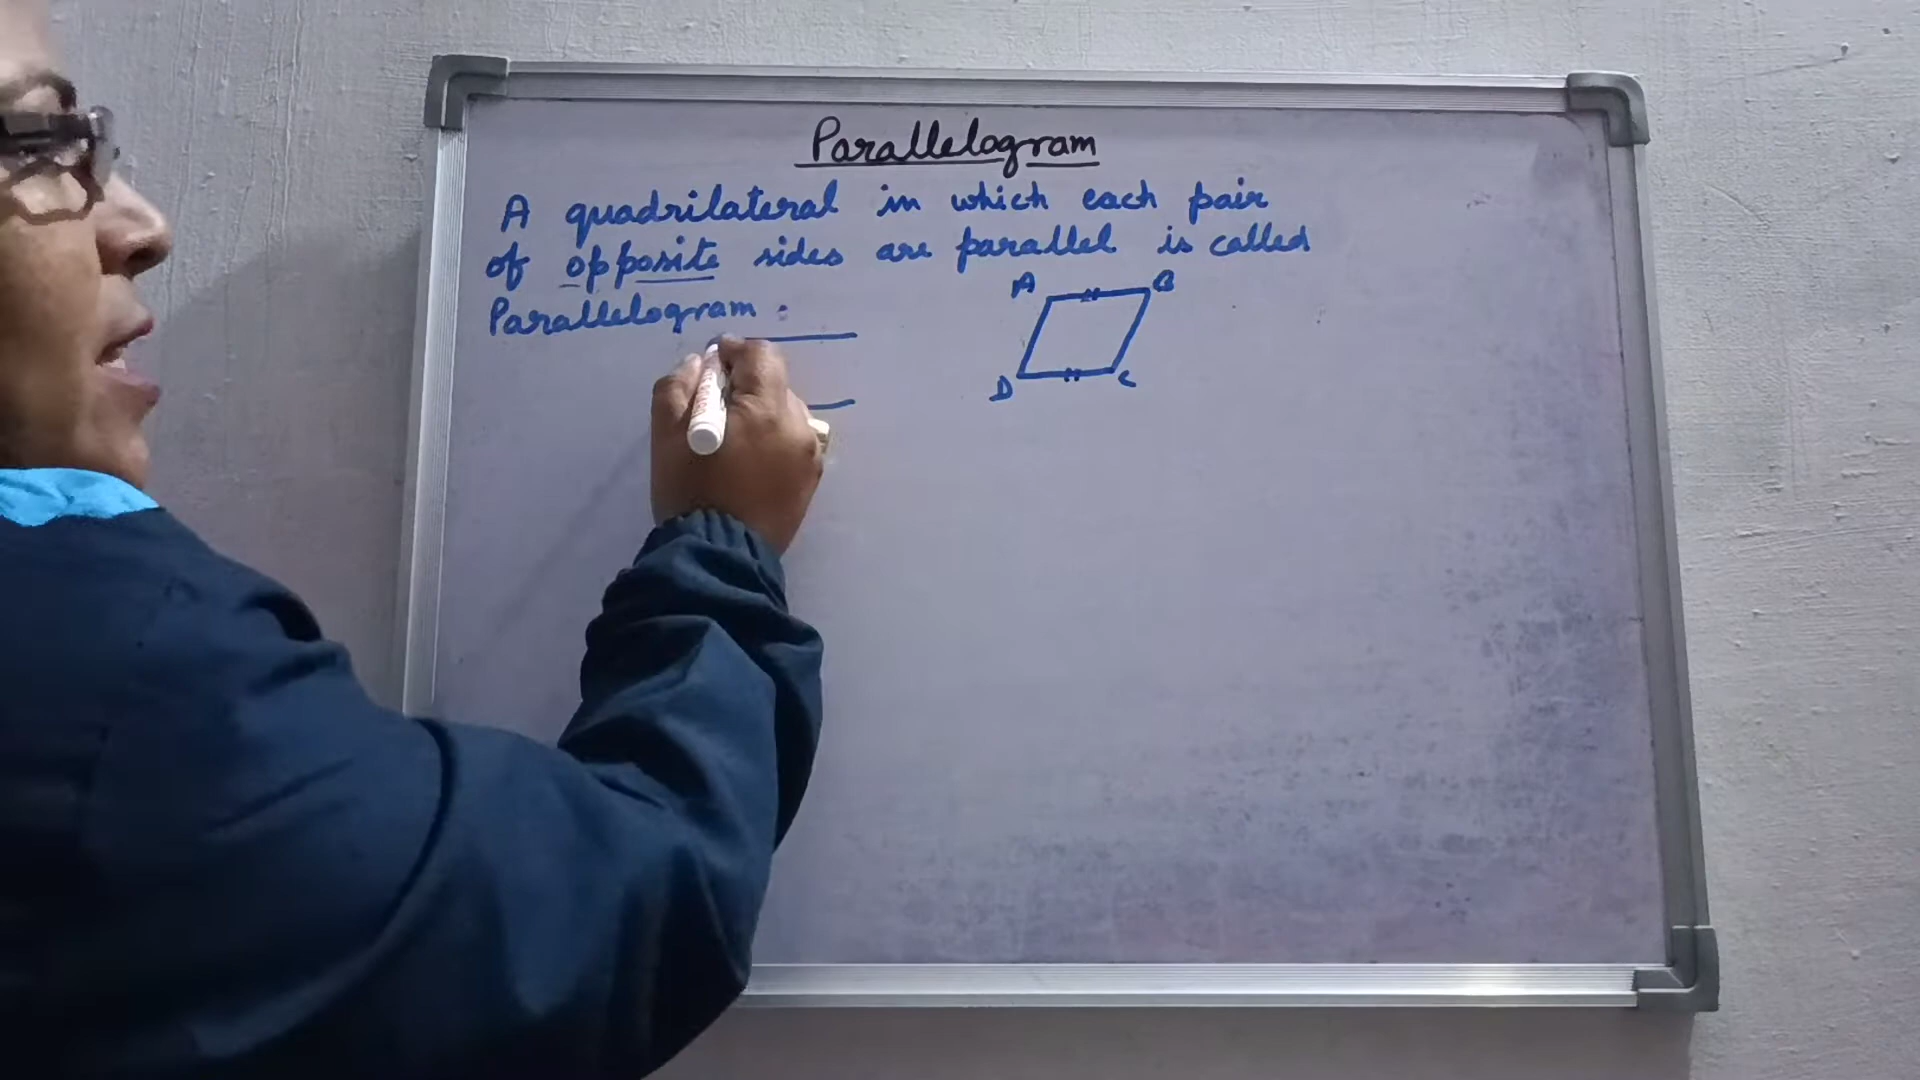 Parallelogram
A quadrilateral in which each pair
of opposite sides are parallel is called
Parallelogram.
A B
D C